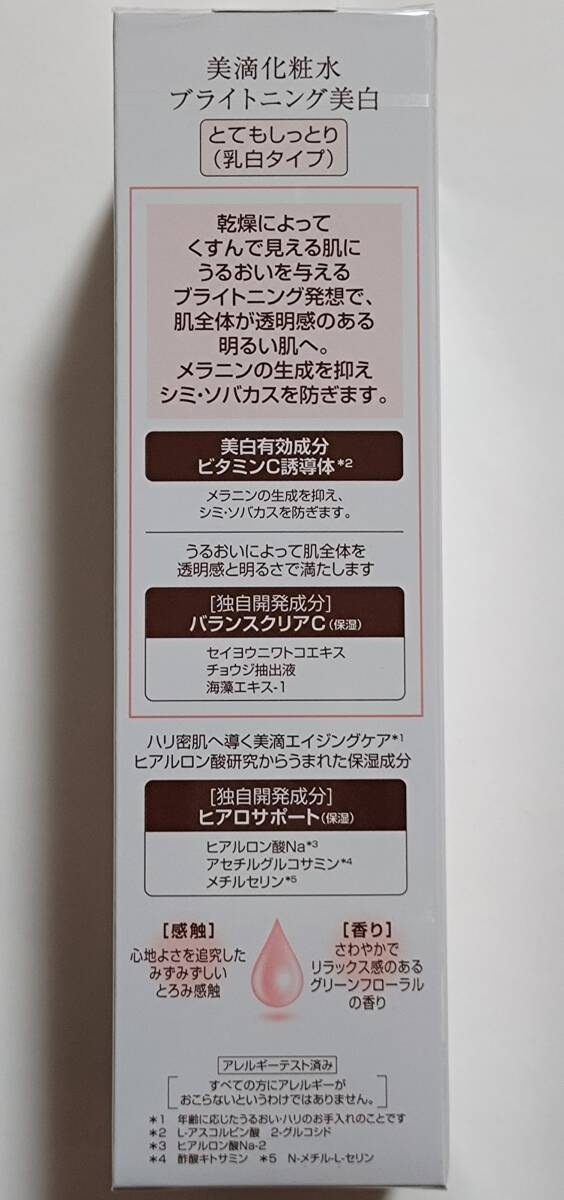 美滴化粧水
ブライトニング美白
とてもしっとり
(乳白タイプ)
乾燥によって
くすんで見える肌に
うるおいを与える
ブライトニング発想で、
肌全体が透明感のある
明るい肌へ。
メラニンの生成を抑え
シミ・ソバカスを防ぎます。
美白有効成分
ビタミンC誘導体*2
メラニンの生成を抑え、
シミ・ソバカスを防ぎます。
うるおいによって肌全体を
透明感と明るさで満たします
[独自開発成分]
バランスクリアC(保湿)
セイヨウニワトコエキス
チョウジ抽出液
海藻エキス-1
ハリ密肌へ導く美滴エイジングケア*1
ヒアルロン酸研究からうまれた保湿成分
[独自開発成分]
ヒアロサポート(保湿)
ヒアルロン酸Na*3
アセチルグルコサミン*4
メチルセリン*5
[感触]
心地よさを追究した
みずみずしい
とろみ感触
[香り]
さわやかで
リラックス感のある
グリーンフローラル
の香り
アレルギーテスト済み
すべての方にアレルギーが
おこらないというわけではありません。
*1 年齢に応じたうるおい・ハリのお手入れのことです
*2 L-アスコルビン酸 2-グルコシド
*3 ヒアルロン酸Na-2
*4 酢酸キトサミン *5 N-メチル-L-セリン